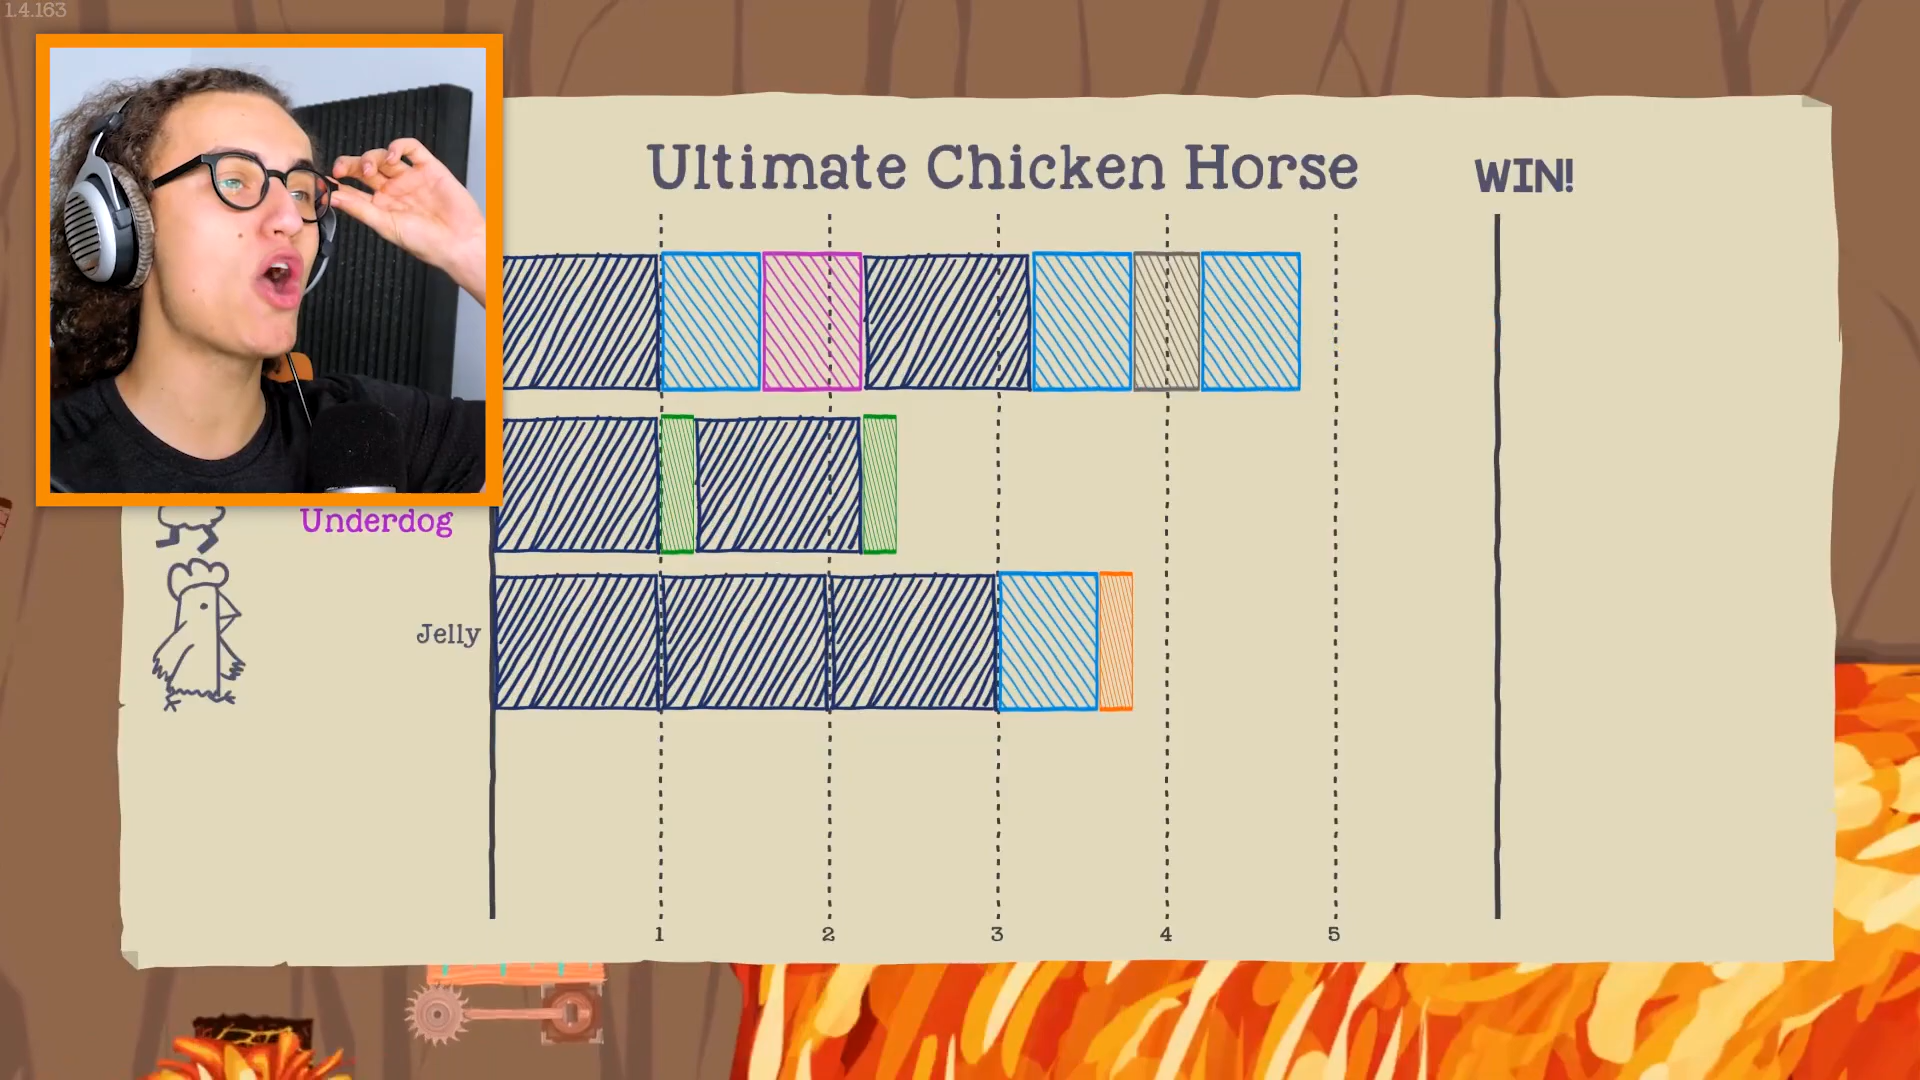 1.4.163
Ultimate Chicken Horse
WIN!
Underdog
Jelly
1 2 3 4 5